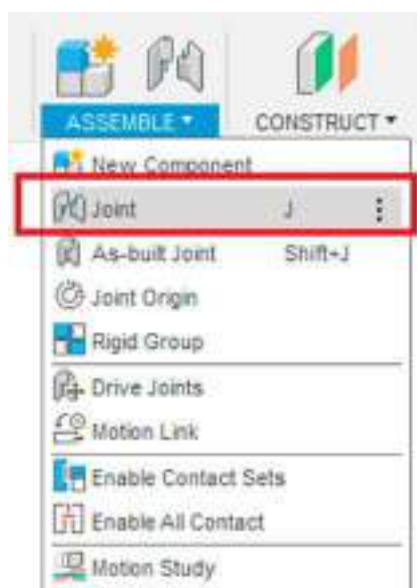 ASSEMBLE CONSTRUCT
New Component
Joint J
As-built Joint Shift+J
Joint Origin
Rigid Group
Drive Joints
Motion Link
Enable Contact Sets
Enable All Contact
Motion Study